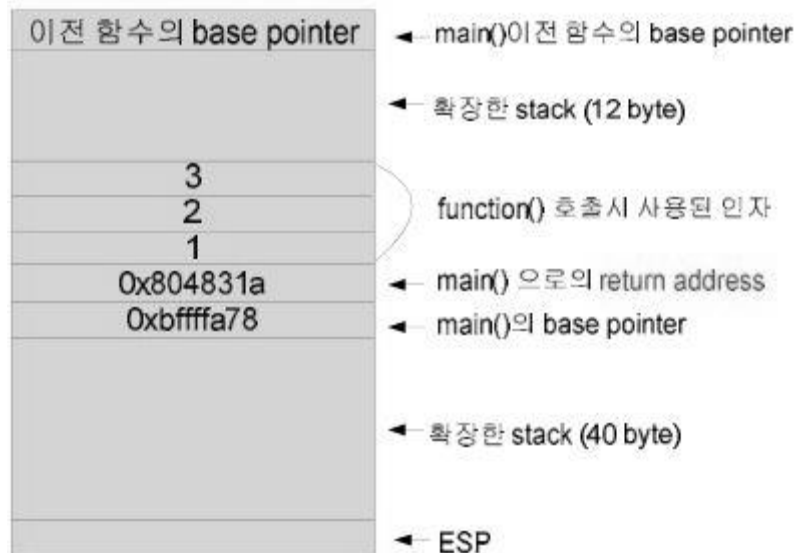 이전 함수의 base pointer
main()이전 함수의 base pointer
확장한 stack (12 byte)
3
2
1
function() 호출시 사용된 인자
0x804831a
main() 으로의 return address
0xbffffa78
main()의 base pointer
확장한 stack (40 byte)
ESP